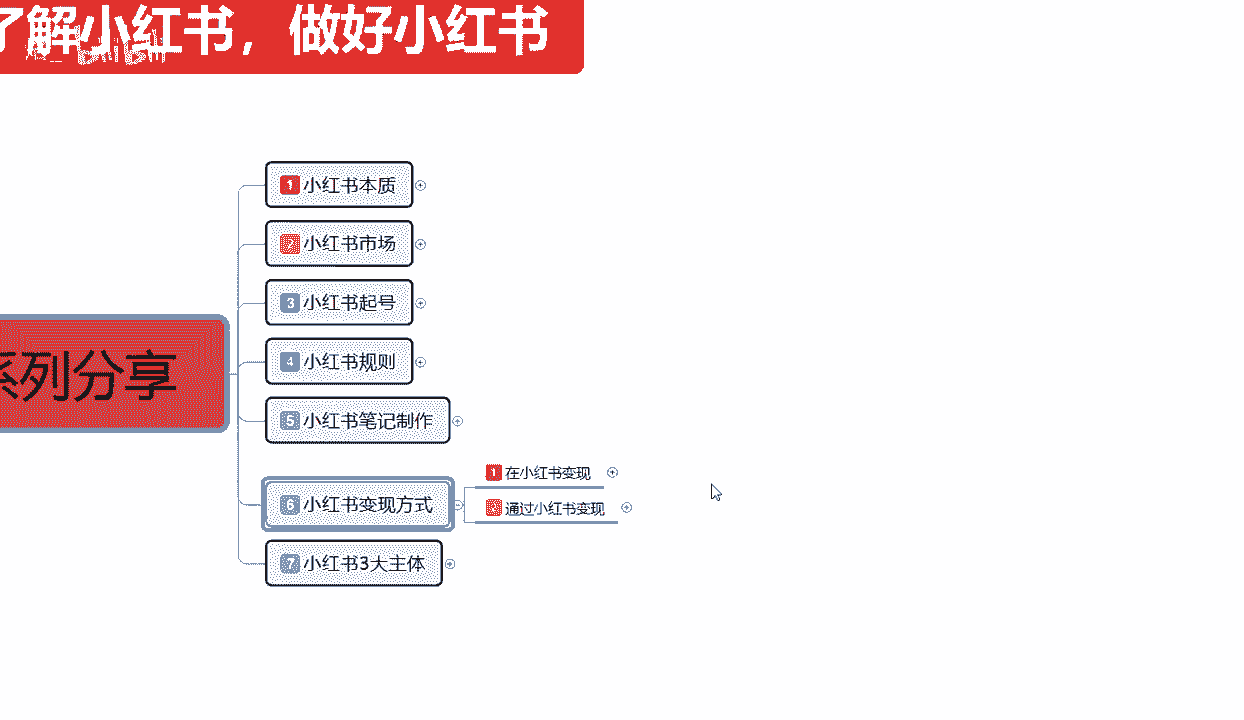 了解小红书，做好小红书
1 小红书本质
2 小红书市场
3 小红书起号
4 小红书规则
系列分享
5 小红书笔记制作
1 在小红书变现
6 小红书变现方式
2 通过小红书变现
7 小红书3大主体